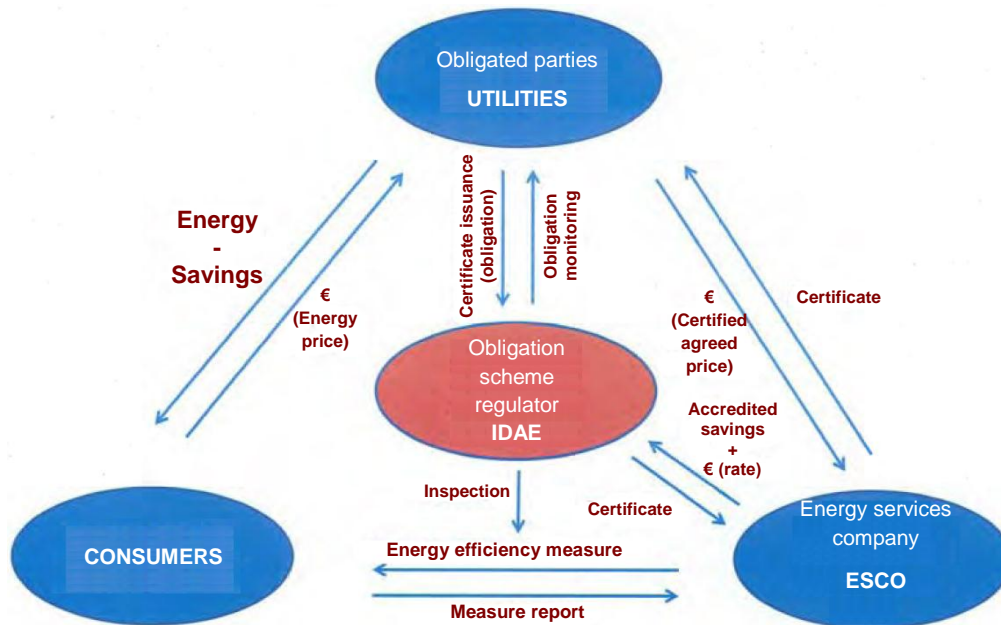 Obligated parties
UTILITIES
Energy
-
Savings
€
(Energy
price)
Certificate issuance
(obligation)
Obligation
monitoring
€
(Certified
agreed
price)
Certificate
Obligation
scheme
regulator
IDAE
Accredited
savings
+
€ (rate)
Inspection
Certificate
CONSUMERS
Energy efficiency measure
Measure report
Energy services
company
ESCO